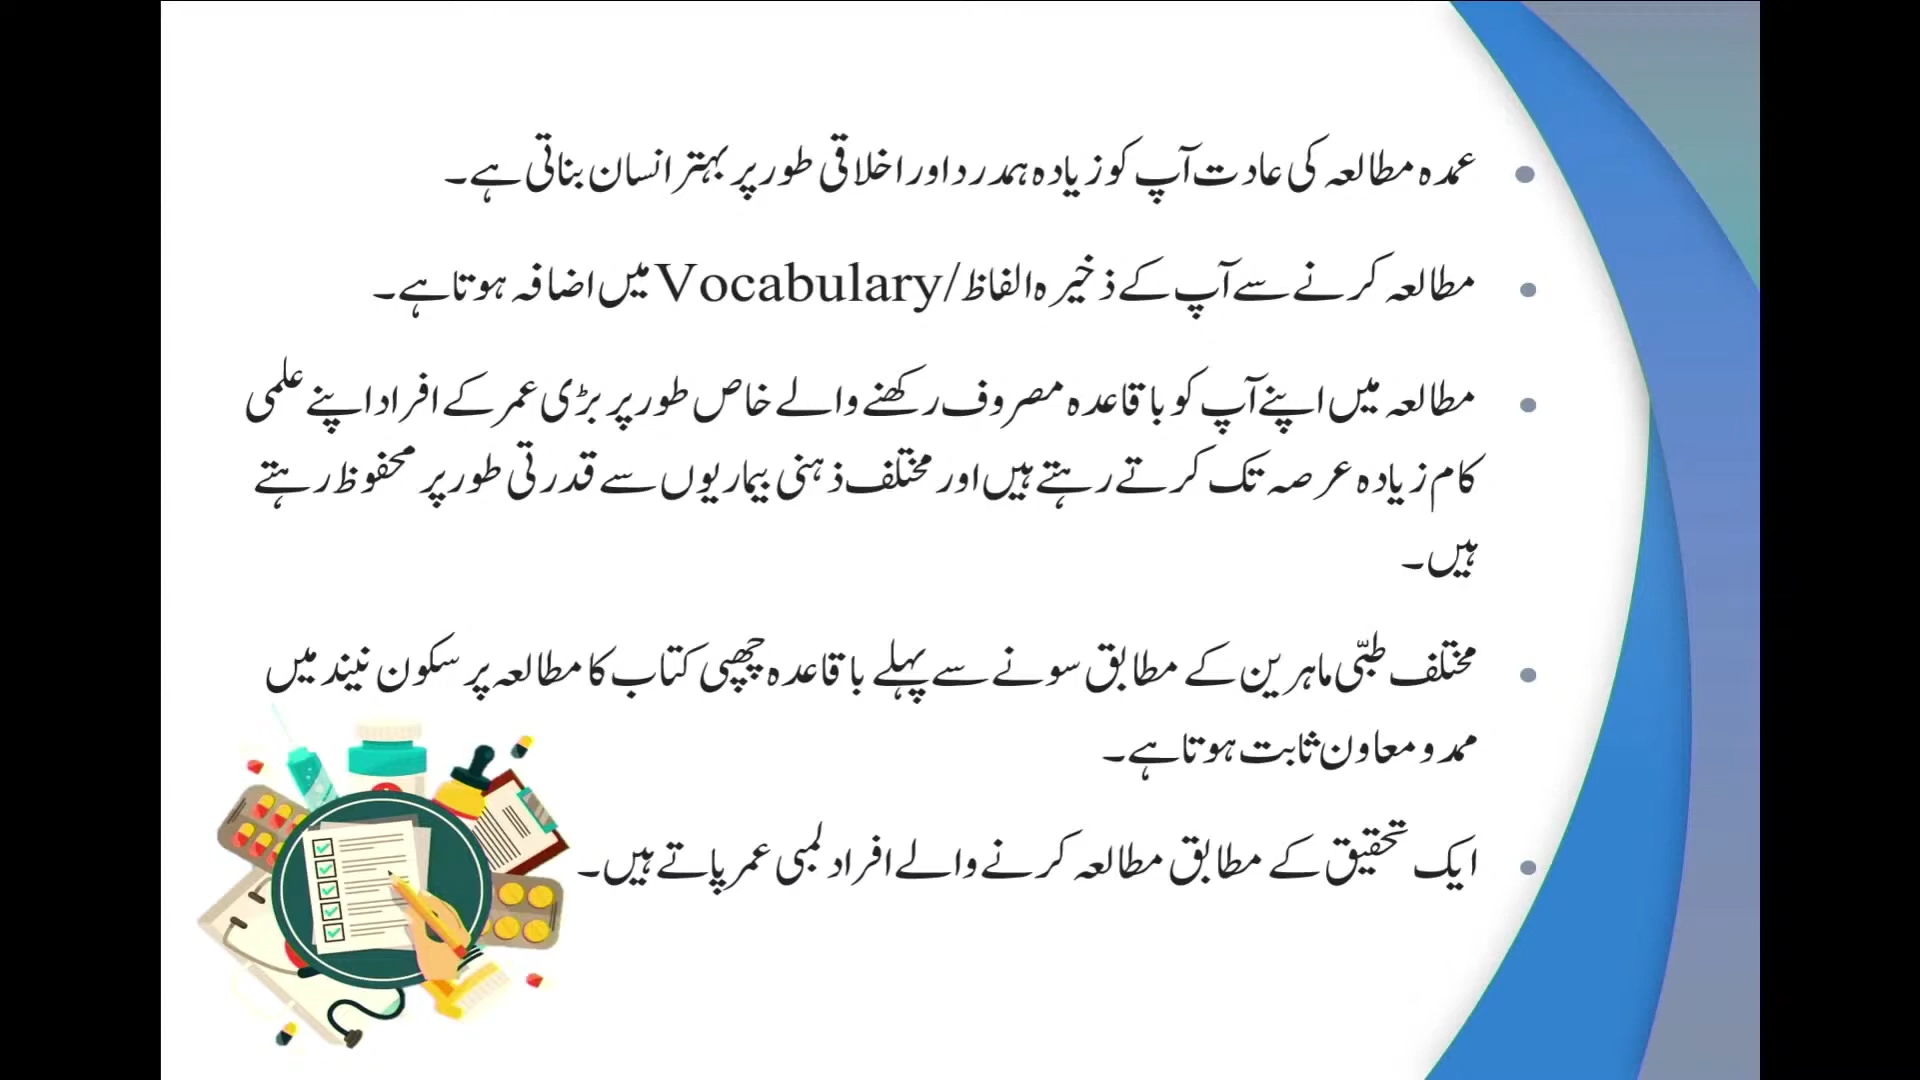 عمدہ مطالعہ کی عادت آپ کو زیادہ ہمدرد اور اخلاقی طور پر بہتر انسان بناتی ہے۔
مطالعہ کرنے سے آپ کے ذخیرہ الفاظ/Vocabulary میں اضافہ ہوتا ہے۔
مطالعہ میں اپنے آپ کو باقاعدہ مصروف رکھنے والے خاص طور پر بڑی عمر کے افراد اپنے علمی
کام زیادہ عرصہ تک کرتے رہتے ہیں اور مختلف ذہنی بیماریوں سے قدرتی طور پر محفوظ رہتے
ہیں۔
مختلف طبّی ماہرین کے مطابق سونے سے پہلے باقاعدہ چھپی کتاب کا مطالعہ پر سکون نیند میں
ممد و معاون ثابت ہوتا ہے۔
ایک تحقیق کے مطابق مطالعہ کرنے والے افراد لمبی عمر پاتے ہیں۔